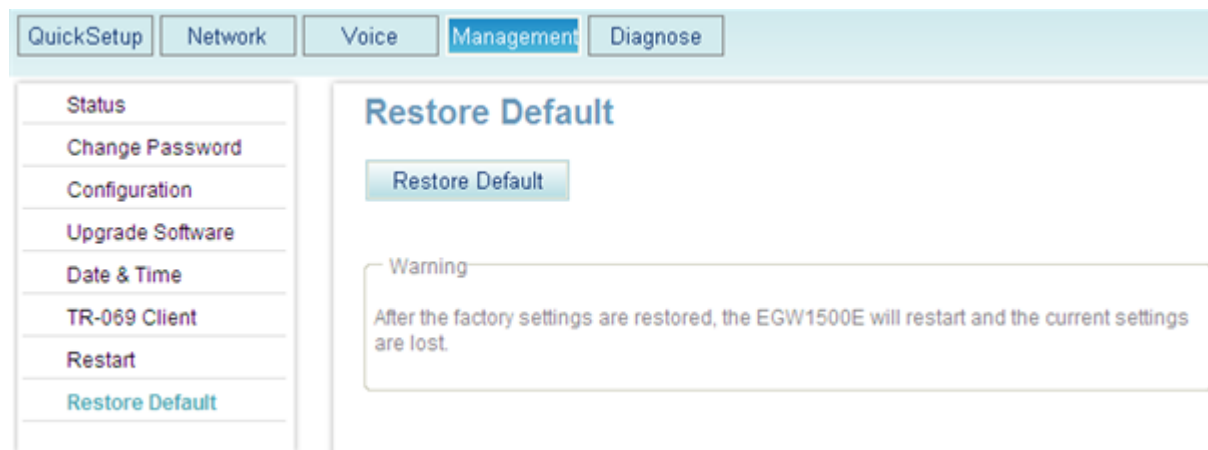 QuickSetup Network Voice Management Diagnose
Status
Change Password
Configuration
Upgrade Software
Date & Time
TR-069 Client
Restart
Restore Default
Restore Default
Restore Default
Warning
After the factory settings are restored, the EGW1500E will restart and the current settings
are lost.